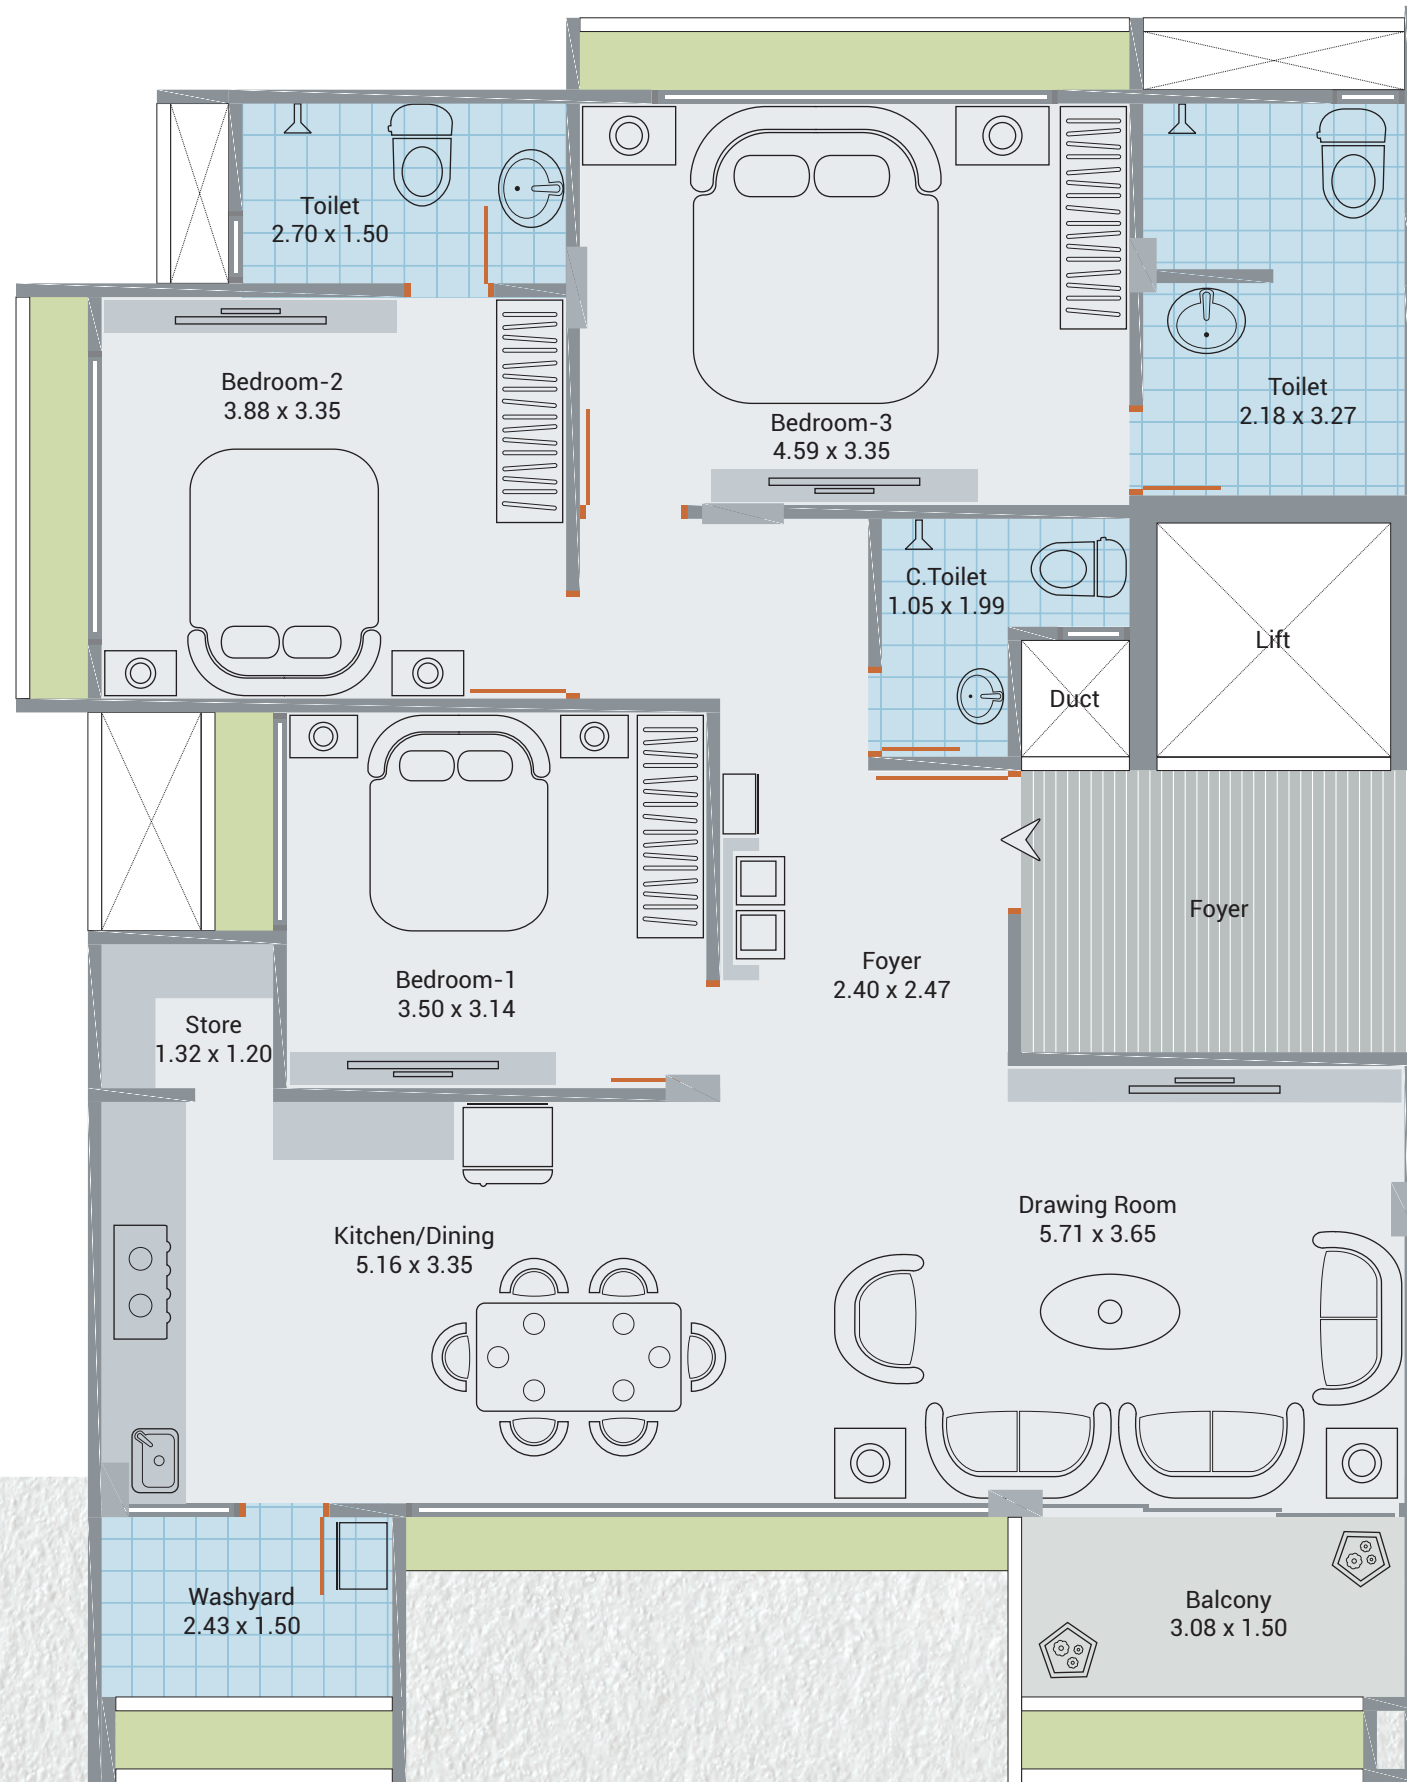 Toilet
2.70 x 1.50
Bedroom-2
3.88 x 3.35
Bedroom-3
4.59 x 3.35
Toilet
2.18 x 3.27
C.Toilet
1.05 x 1.99
Lift
Duct
Foyer
Foyer
2.40 x 2.47
Bedroom-1
3.50 x 3.14
Store
1.32 x 1.20
Kitchen/Dining
5.16 x 3.35
Drawing Room
5.71 x 3.65
Washyard
2.43 x 1.50
Balcony
3.08 x 1.50